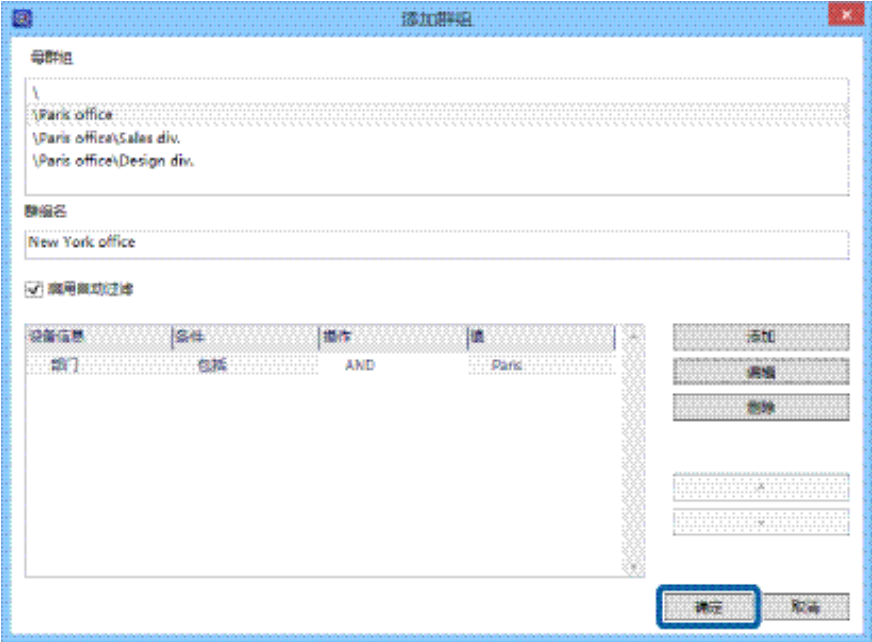 添加群组
母群组
\
\Paris office
\Paris office\Sales div.
\Paris office\Design div.
群组名
New York office
启用自动过滤
设备信息 条件 操作 值
部门 包括 AND Paris
添加
编辑
删除
确定 取消